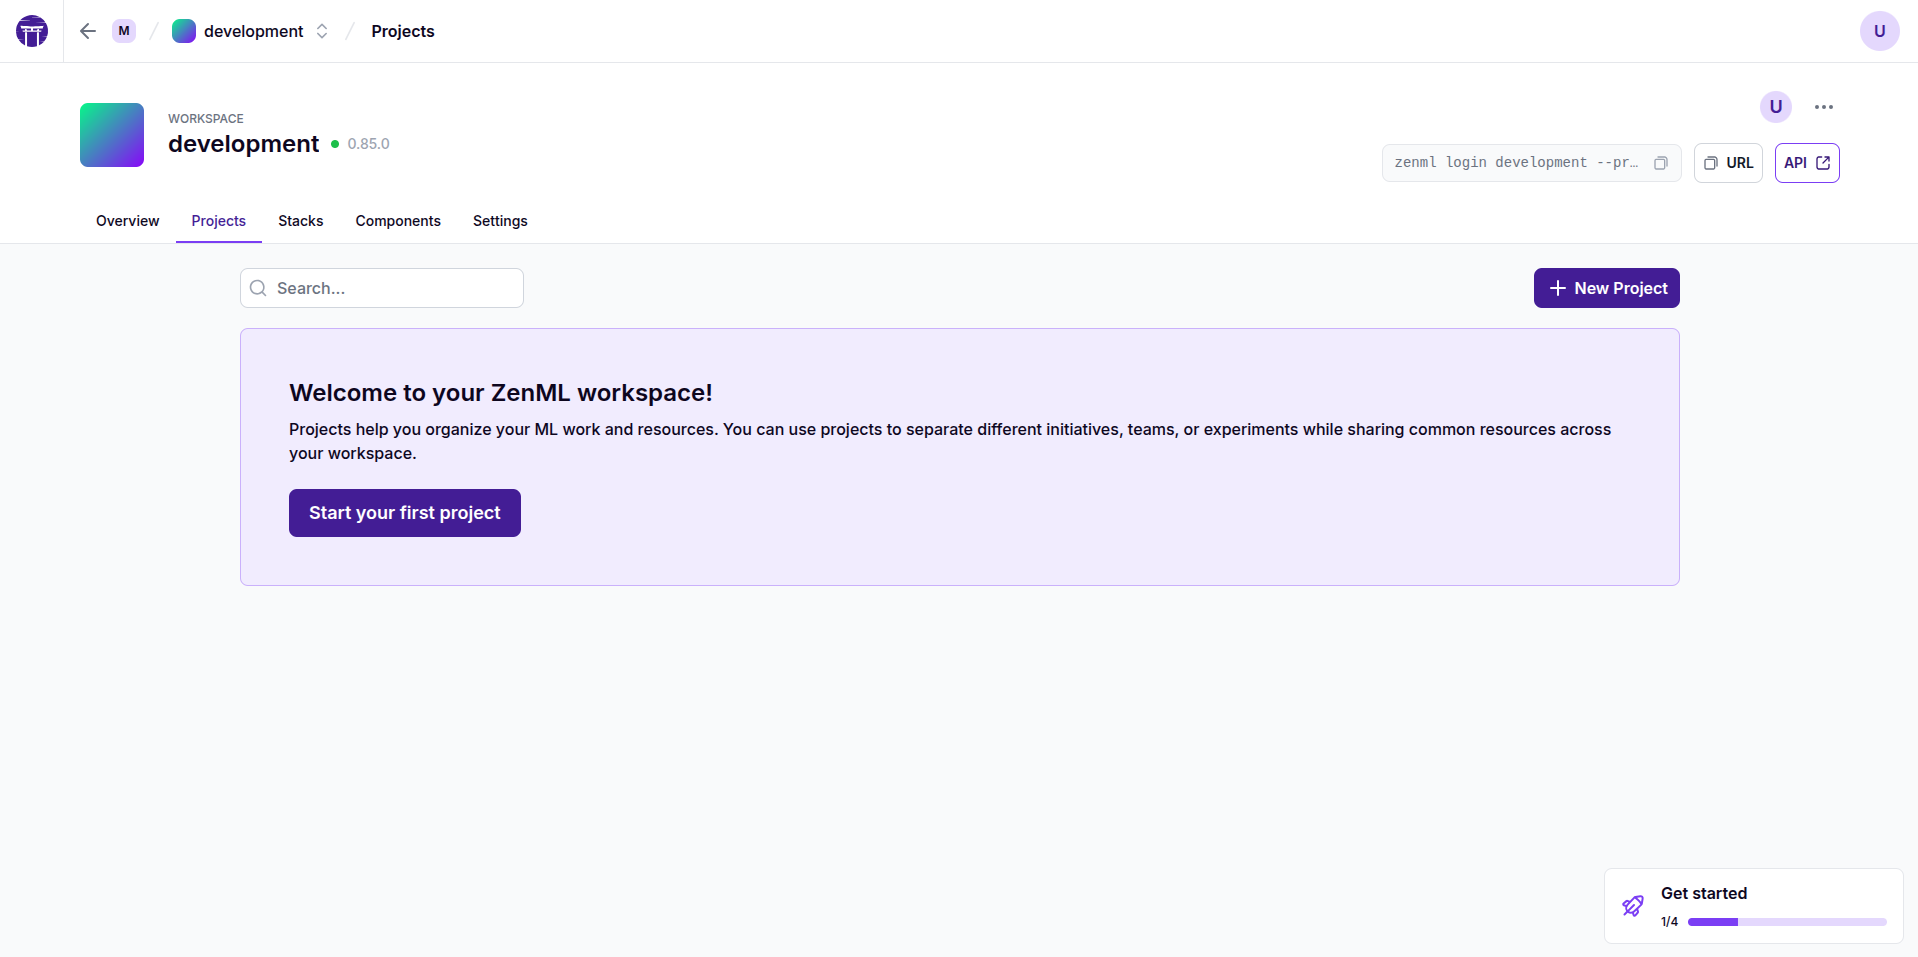 M
development
Projects
U
WORKSPACE
development
0.85.0
U
zenml login development --pr…
URL
API
Overview
Projects
Stacks
Components
Settings
Search...
New Project
Welcome to your ZenML workspace!
Projects help you organize your ML work and resources. You can use projects to separate different initiatives, teams, or experiments while sharing common resources across
your workspace.
Start your first project
Get started
1/4